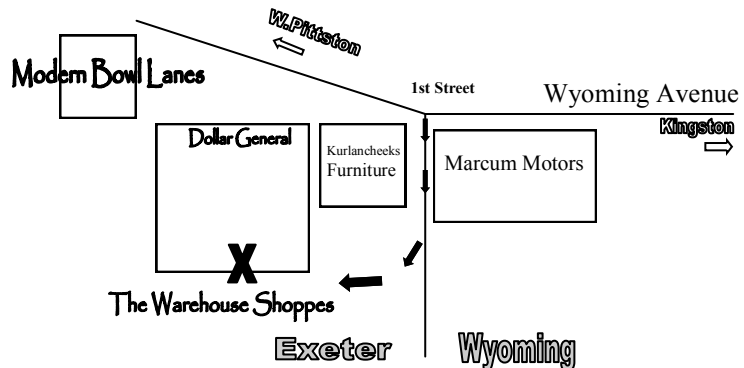 W.Pittston
Modern Bowl Lanes
1st Street
Wyoming Avenue
Kingston
Dollar General
Kurlancheeks
Furniture
Marcum Motors
X
The Warehouse Shoppes
Exeter
Wyoming